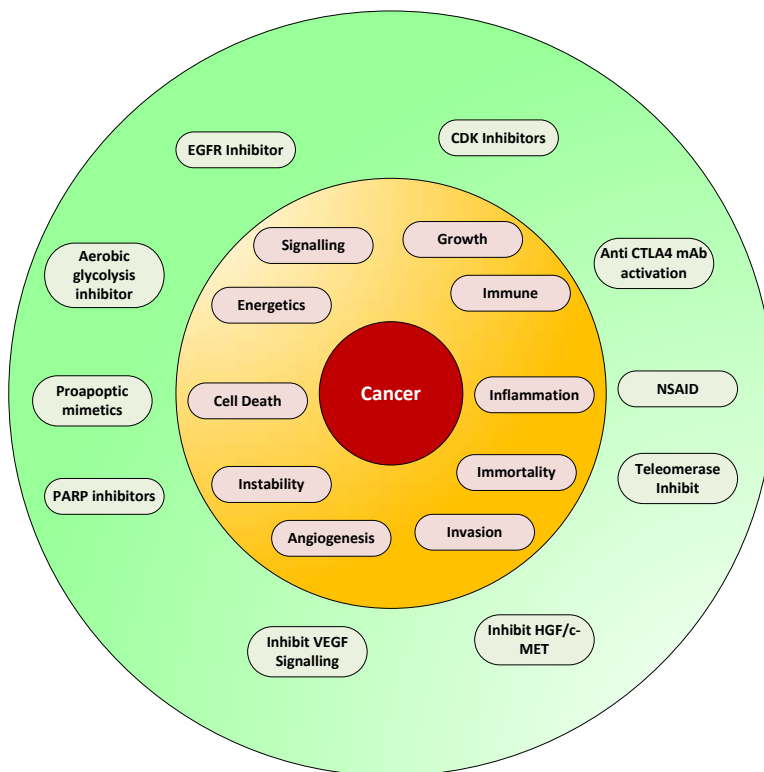 CDK Inhibitors
EGFR Inhibitor
Growth
Signalling
Anti CTLA4 mAb
activation
Aerobic
glycolysis
inhibitor
Immune
Energetics
Cancer
NSAID
Inflammation
Proapoptic
mimetics
Cell Death
Immortality
Teleomerase
Inhibit
Instability
PARP inhibitors
Invasion
Angiogenesis
Inhibit HGF/c-
MET
Inhibit VEGF
Signalling